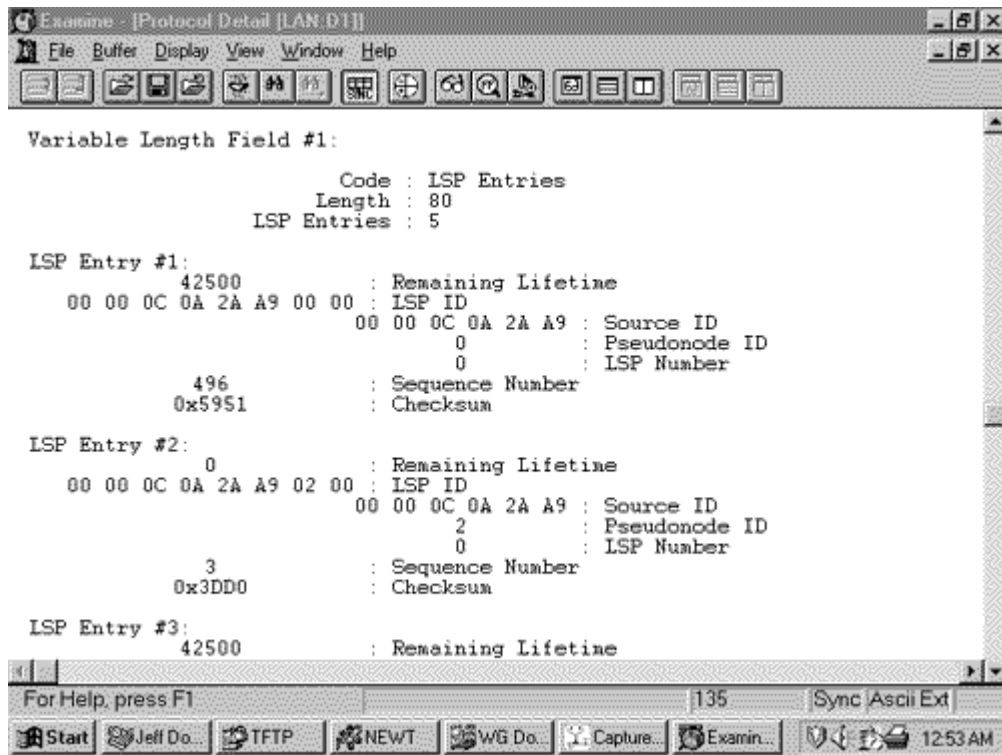 Examine - [Protocol Detail [LAN:D1]]
File Buffer Display View Window Help
SYNC
Variable Length Field #1:
Code : LSP Entries
Length : 80
LSP Entries : 5
LSP Entry #1:
42500 : Remaining Lifetime
00 00 0C 0A 2A A9 00 00 : LSP ID
00 00 0C 0A 2A A9 : Source ID
0 : Pseudonode ID
0 : LSP Number
496 : Sequence Number
0x5951 : Checksum
LSP Entry #2:
0 : Remaining Lifetime
00 00 0C 0A 2A A9 02 00 : LSP ID
00 00 0C 0A 2A A9 : Source ID
2 : Pseudonode ID
0 : LSP Number
3 : Sequence Number
0x3DD0 : Checksum
LSP Entry #3:
42500 : Remaining Lifetime
For Help, press F1 135 Sync Ascii Ext
Start Jeff Do... TFTP NEWT WG Do... Capture... Examin... 12:53 AM